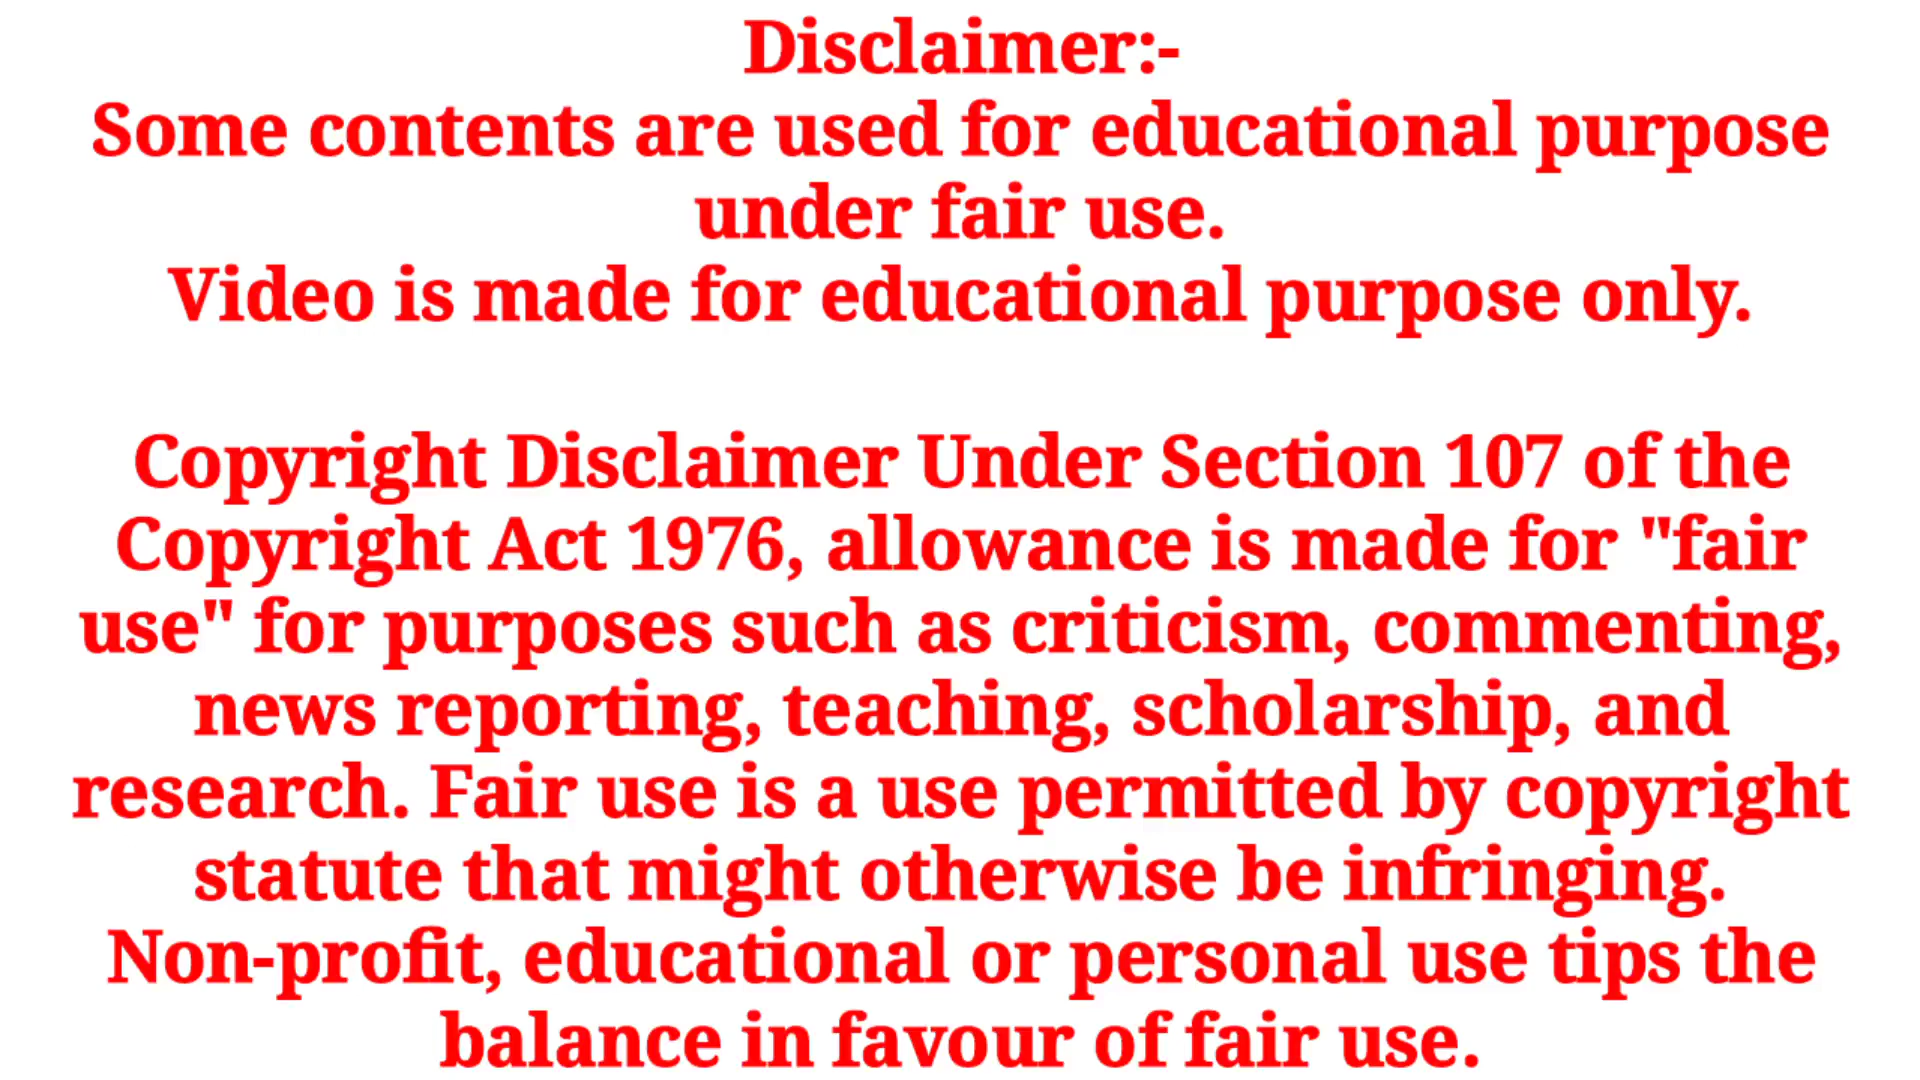 Disclaimer:-
Some contents are used for educational purpose
under fair use.
Video is made for educational purpose only.
Copyright Disclaimer Under Section 107 of the
Copyright Act 1976, allowance is made for "fair
use" for purposes such as criticism, commenting,
news reporting, teaching, scholarship, and
research. Fair use is a use permitted by copyright
statute that might otherwise be infringing.
Non-profit, educational or personal use tips the
balance in favour of fair use.